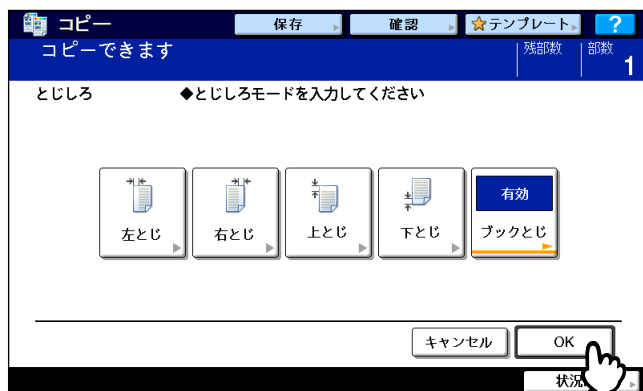 コピー 保存 確認 テンプレート ?
コピーできます 残部数 部数 1
とじしろ ◆とじしろモードを入力してください
有効
左とじ 右とじ 上とじ 下とじ ブックとじ
キャンセル OK
状況